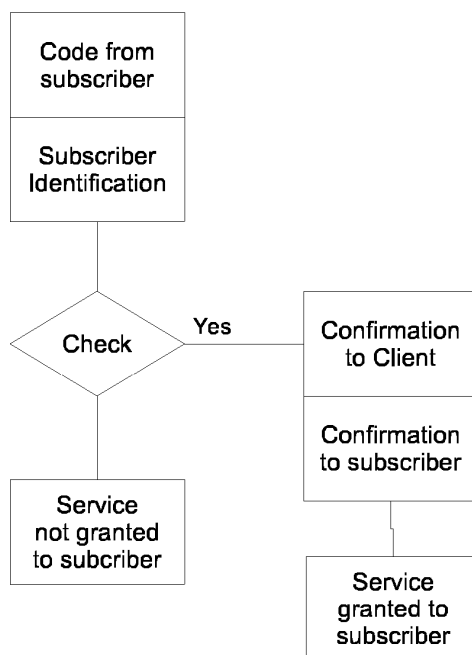 Code from
subscriber
Subscriber
Identification
Check
Yes
Confirmation
to Client
Confirmation
to subscriber
Service
not granted
to subcriber
Service
granted to
subscriber